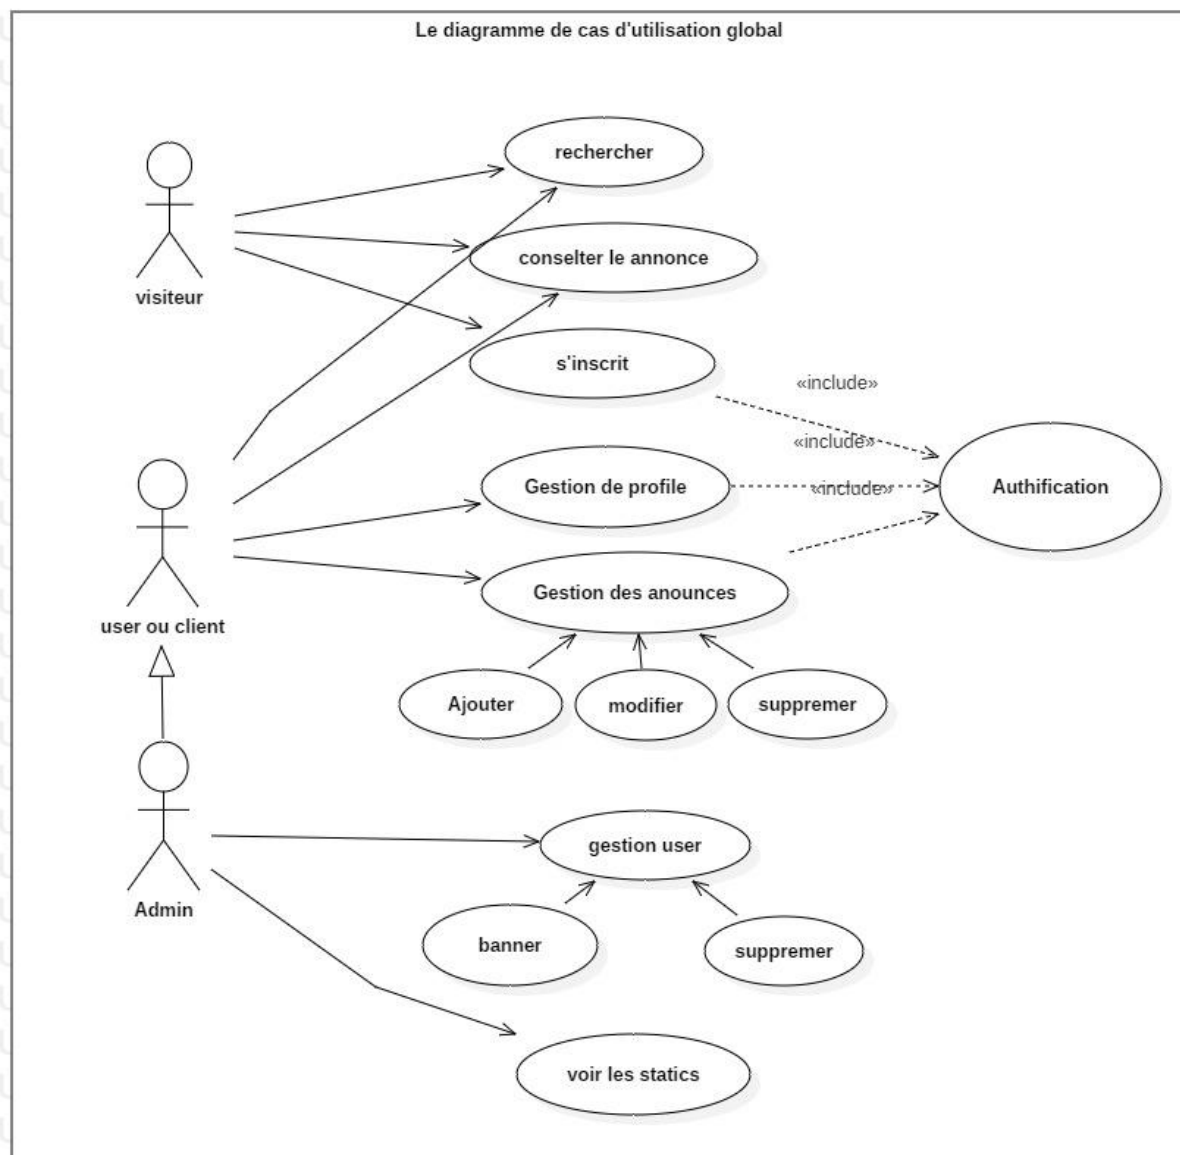 Le diagramme de cas d'utilisation global
rechercher
conselter le annonce
visiteur
s'inscrit
«include»
«include»
Gestion de profile
«include»
Authification
Gestion des anounces
user ou client
Ajouter
modifier
suppremer
gestion user
Admin
banner
suppremer
voir les statics